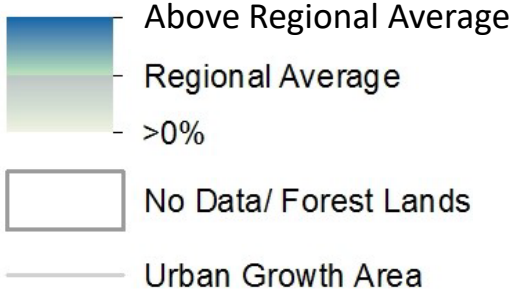 Above Regional Average
Regional Average
>0%
No Data/ Forest Lands
Urban Growth Area